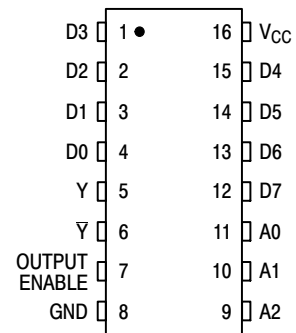 D3 1 16 V_CC
D2 2 15 D4
D1 3 14 D5
D0 4 13 D6
Y 5 12 D7
Y̅ 6 11 A0
OUTPUT
ENABLE 7 10 A1
GND 8 9 A2